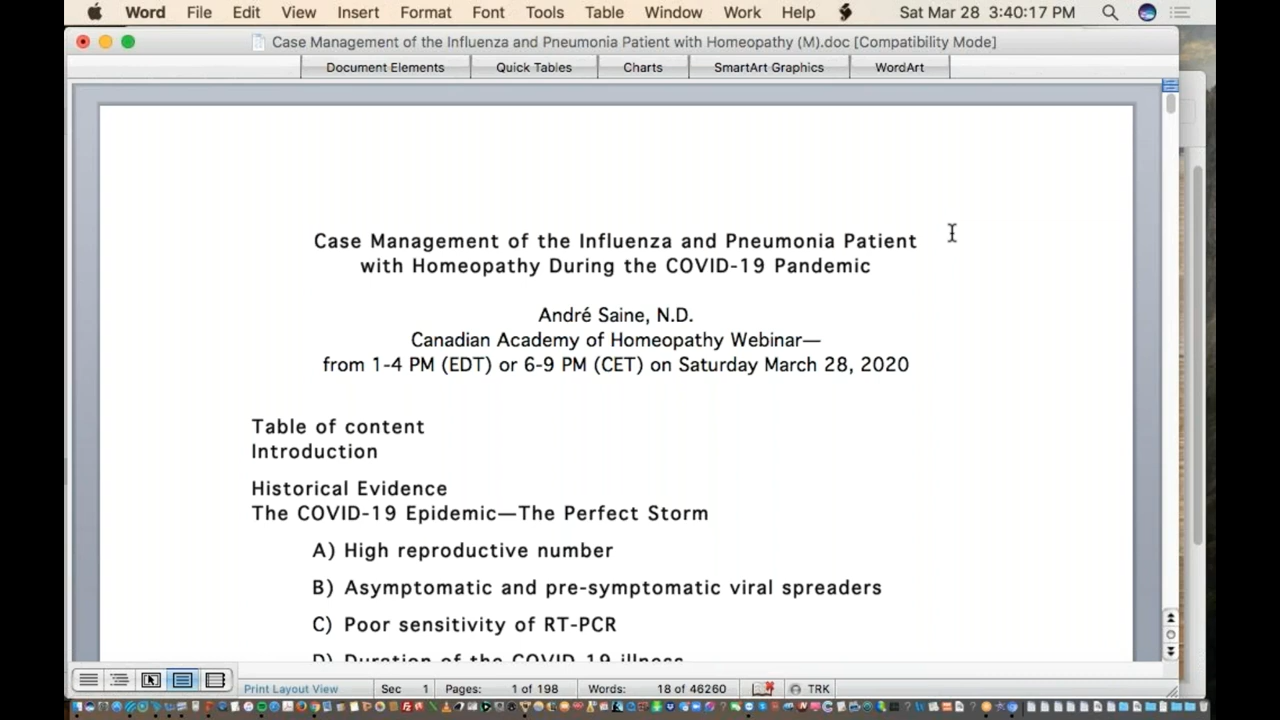 Word File Edit View Insert Format Font Tools Table Window Work Help Sat Mar 28 3:40:17 PM
Case Management of the Influenza and Pneumonia Patient with Homeopathy (M).doc [Compatibility Mode]
Document Elements Quick Tables Charts SmartArt Graphics WordArt
Case Management of the Influenza and Pneumonia Patient
with Homeopathy During the COVID-19 Pandemic
André Saine, N.D.
Canadian Academy of Homeopathy Webinar—
from 1-4 PM (EDT) or 6-9 PM (CET) on Saturday March 28, 2020
Table of content
Introduction
Historical Evidence
The COVID-19 Epidemic—The Perfect Storm
A) High reproductive number
B) Asymptomatic and pre-symptomatic viral spreaders
C) Poor sensitivity of RT-PCR
D) Duration of the COVID-19 illness
Print Layout View Sec 1 Pages: 1 of 198 Words: 18 of 46260 TRK